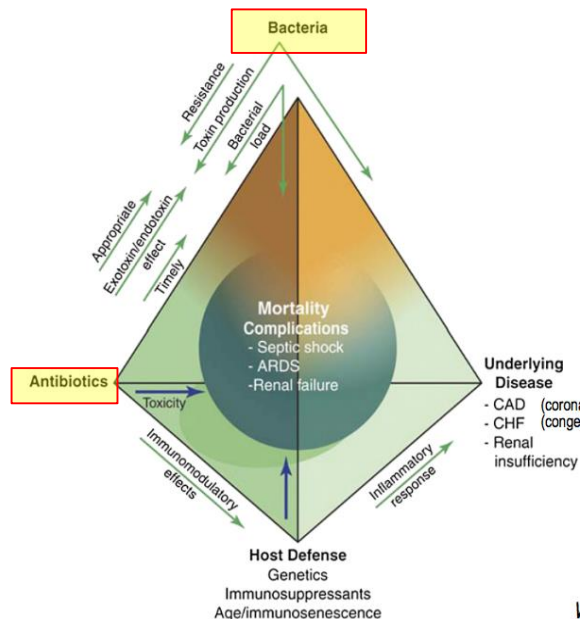 Bacteria
Resistance
Toxin production
Bacterial
load
Appropriate
Exotoxin/endotoxin
effect
Timely
Mortality
Complications
- Septic shock
- ARDS
-Renal failure
Antibiotics
Toxicity
Underlying
Disease
- CAD (corona
- CHF (conge
- Renal
insufficiency
Immunomodulatory
effects
Inflammatory
response
Host Defense
Genetics
Immunosuppressants
Age/immunosenescence